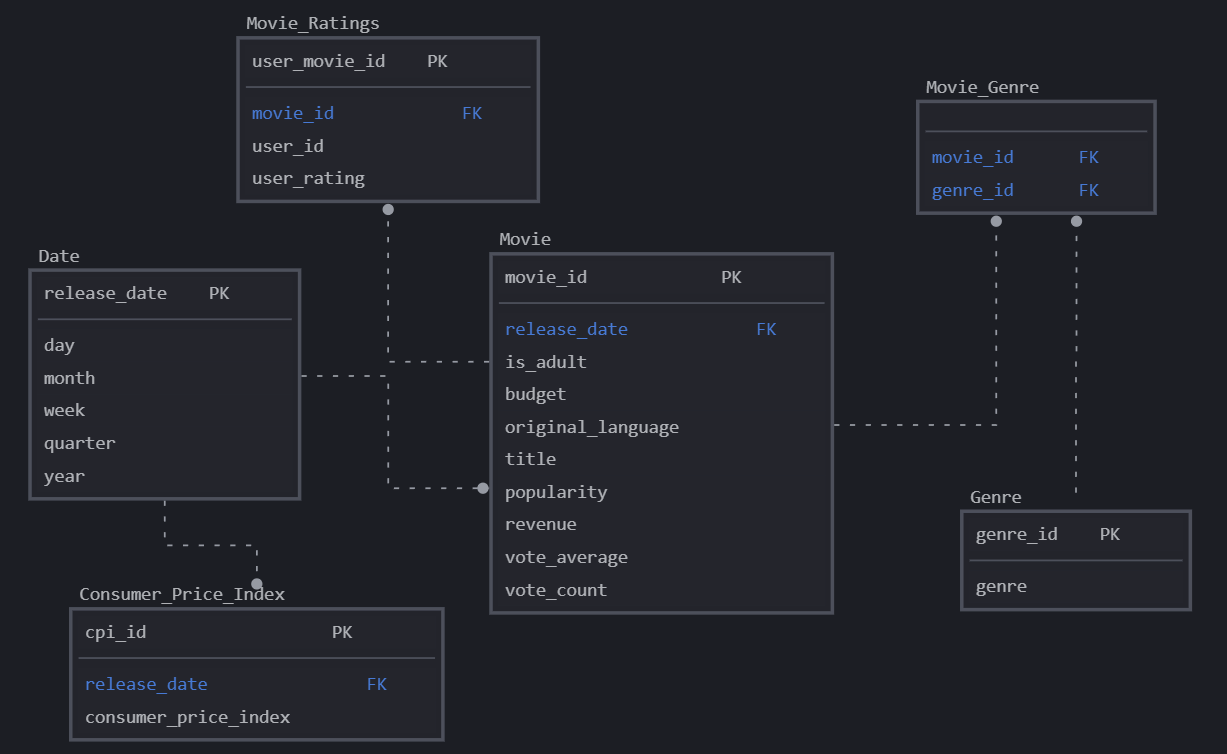 Movie_Ratings
user_movie_id PK
movie_id FK
user_id
user_rating
Movie_Genre
movie_id FK
genre_id FK
Date
release_date PK
day
month
week
quarter
year
Movie
movie_id PK
release_date FK
is_adult
budget
original_language
title
popularity
revenue
vote_average
vote_count
Genre
genre_id PK
genre
Consumer_Price_Index
cpi_id PK
release_date FK
consumer_price_index